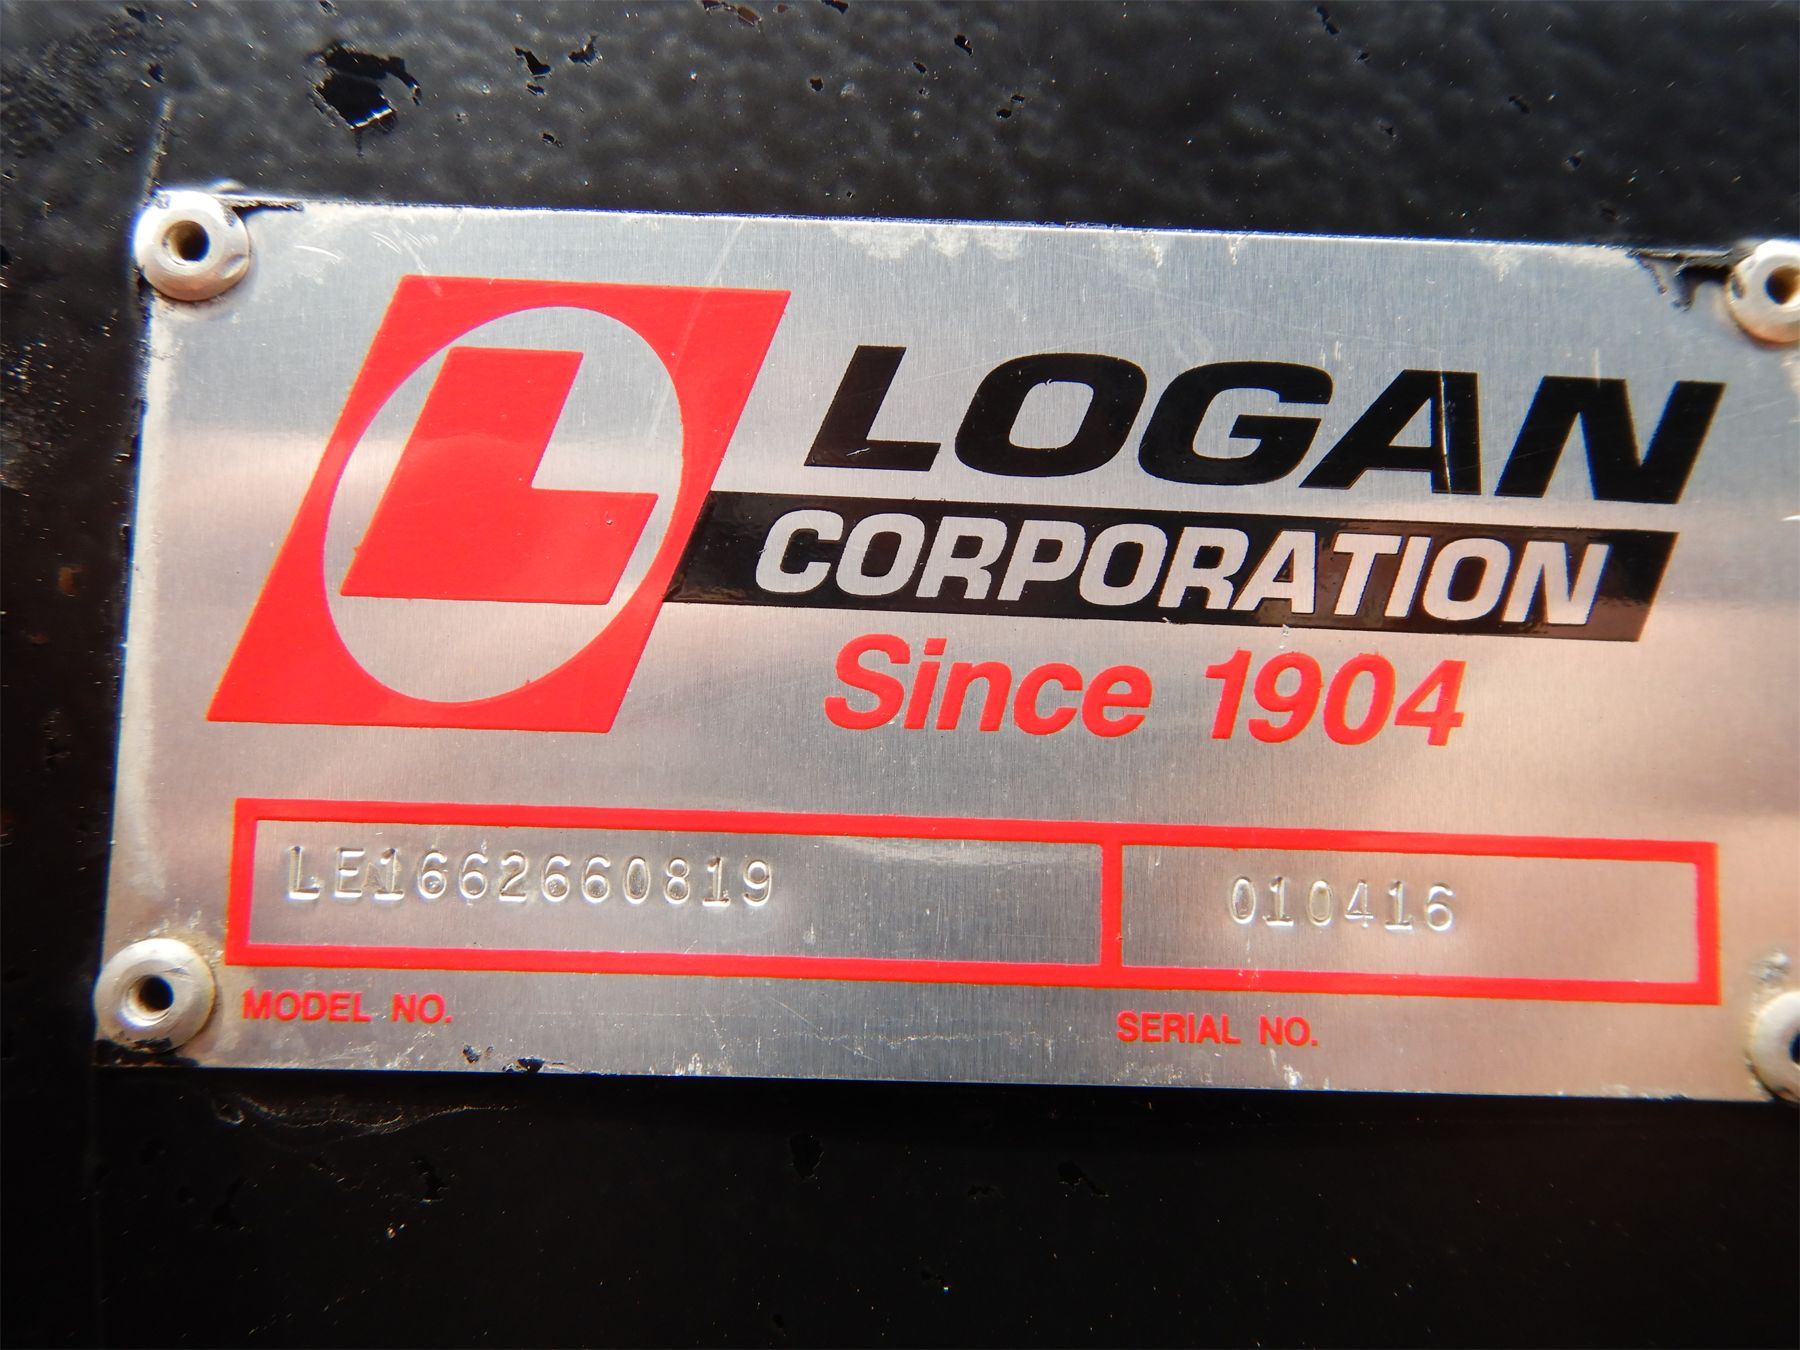 L
LOGAN
CORPORATION
Since 1904
LE1662660819
010416
MODEL NO.
SERIAL NO.